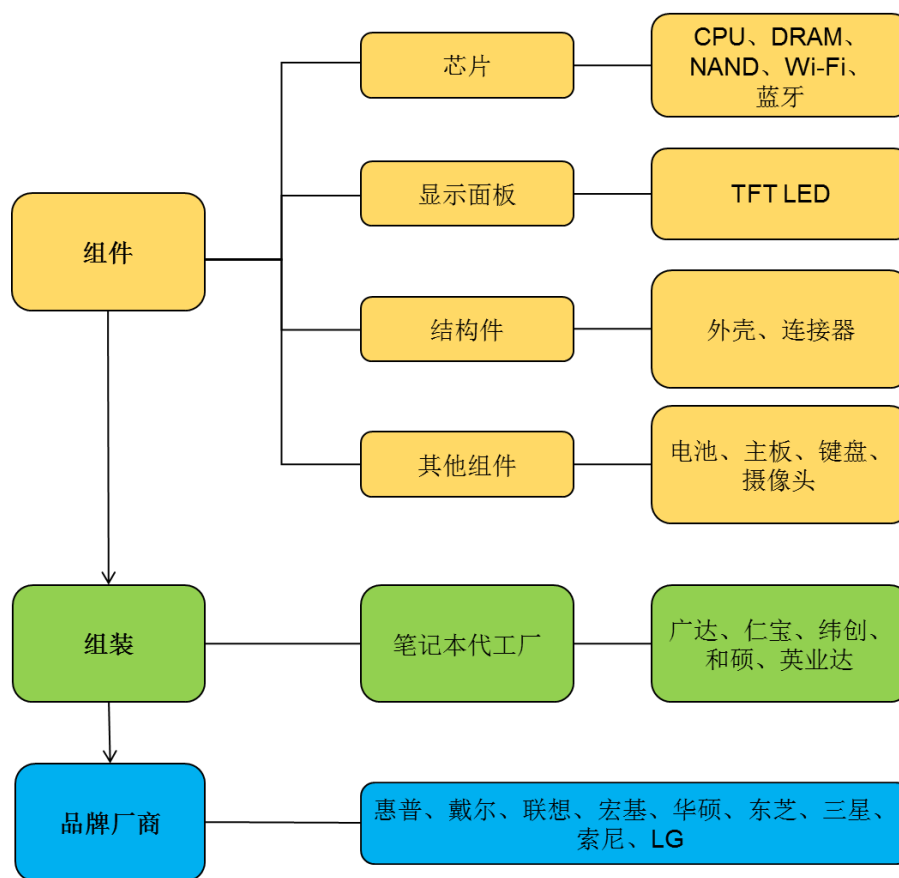 芯片
CPU、DRAM、
NAND、Wi-Fi、
蓝牙
显示面板
TFT LED
组件
结构件
外壳、连接器
其他组件
电池、主板、键盘、
摄像头
组装
笔记本代工厂
广达、仁宝、纬创、
和硕、英业达
品牌厂商
惠普、戴尔、联想、宏基、华硕、东芝、三星、
索尼、LG